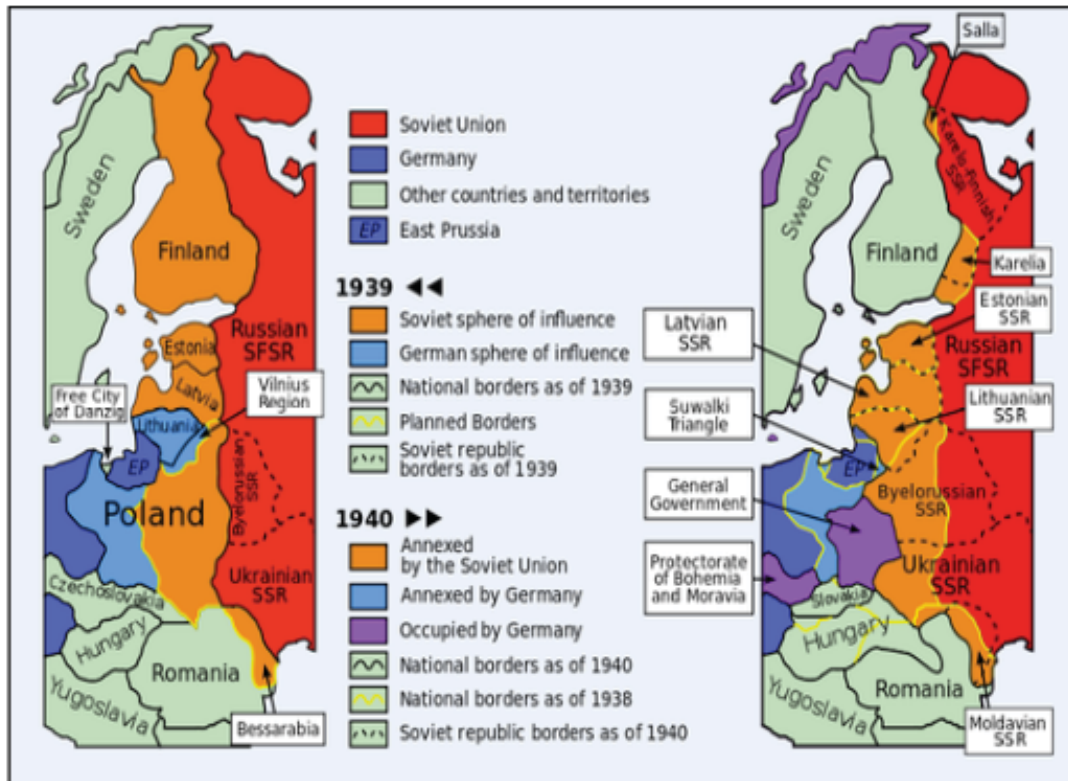 Sweden
Finland
Estonia
Latvia
Lithuania
Free City
of Danzig
Vilnius
Region
EP
Poland
Russian
SFSR
Byelorussian
SSR
Ukrainian
SSR
Czechoslovakia
Hungary
Romania
Yugoslavia
Bessarabia
Soviet Union
Germany
Other countries and territories
EP East Prussia
1939 ◄◄
Soviet sphere of influence
German sphere of influence
National borders as of 1939
Planned Borders
Soviet republic
borders as of 1939
1940 ►►
Annexed
by the Soviet Union
Annexed by Germany
Occupied by Germany
National borders as of 1940
National borders as of 1938
Soviet republic borders as of 1940
Salla
Sweden
Karelo-Finnish
SSR
Finland
Karelia
Estonian
SSR
Latvian
SSR
Russian
SFSR
Suwalki
Triangle
Lithuanian
SSR
EP
General
Government
Byelorussian
SSR
Protectorate
of Bohemia
and Moravia
Ukrainian
SSR
Slovakia
Hungary
Romania
Yugoslavia
Moldavian
SSR